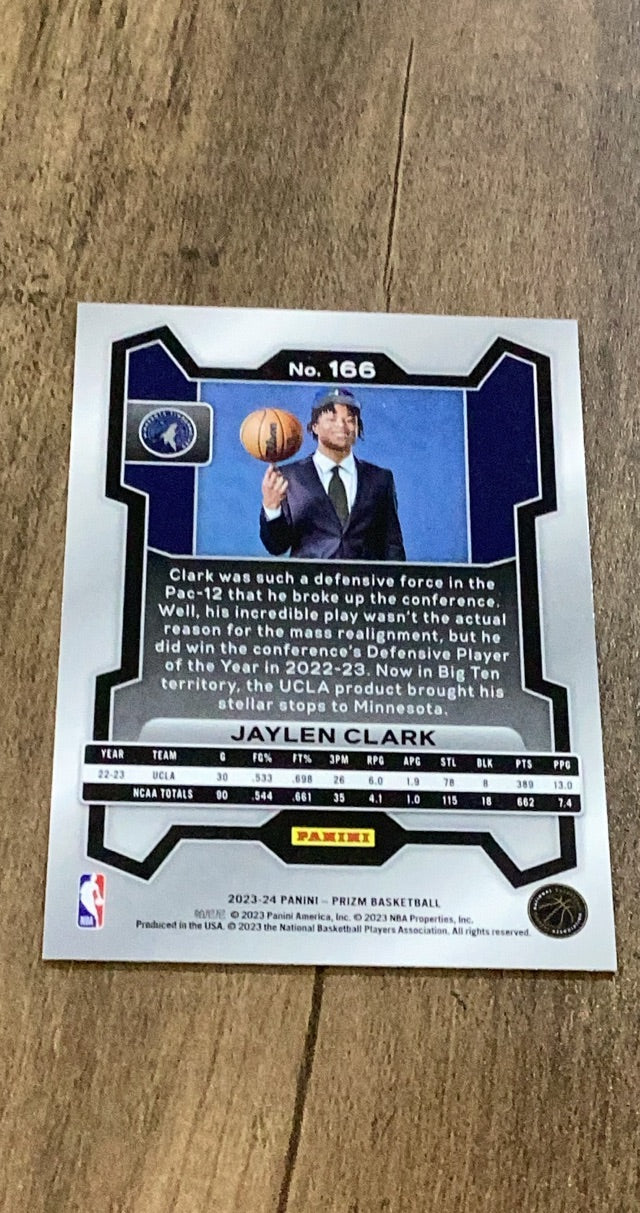 No. 166
Clark was such a defensive force in the
Pac-12 that he broke up the conference.
Well, his incredible play wasn't the actual
reason for the mass realignment, but he
did win the conference's Defensive Player
of the Year in 2022-23. Now in Big Ten
territory, the UCLA product brought his
stellar stops to Minnesota.
JAYLEN CLARK
YEAR TEAM G FG% FT% 3PM RPG APG STL BLK PTS PPG
22-23 UCLA 30 .533 .698 26 6.0 1.9 78 8 389 13.0
NCAA TOTALS 90 .544 .661 35 4.1 1.0 115 18 662 7.4
PANINI
NBA
2023-24 PANINI – PRIZM BASKETBALL
帕尼尼 © 2023 Panini America, Inc. © 2023 NBA Properties, Inc.
Produced in the USA. © 2023 the National Basketball Players Association. All rights reserved.